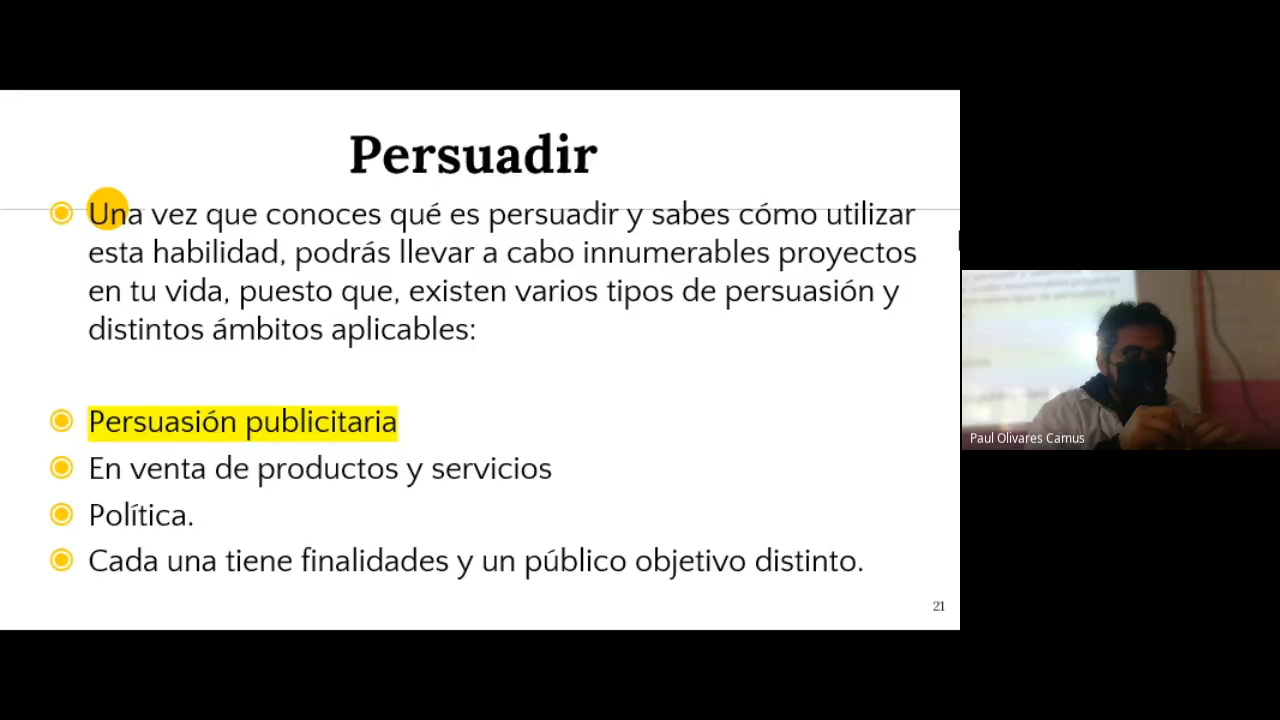 Persuadir
Una vez que conoces qué es persuadir y sabes cómo utilizar
esta habilidad, podrás llevar a cabo innumerables proyectos
en tu vida, puesto que, existen varios tipos de persuasión y
distintos ámbitos aplicables:
Persuasión publicitaria
En venta de productos y servicios
Política.
Cada una tiene finalidades y un público objetivo distinto.
21
Paul Olivares Camus